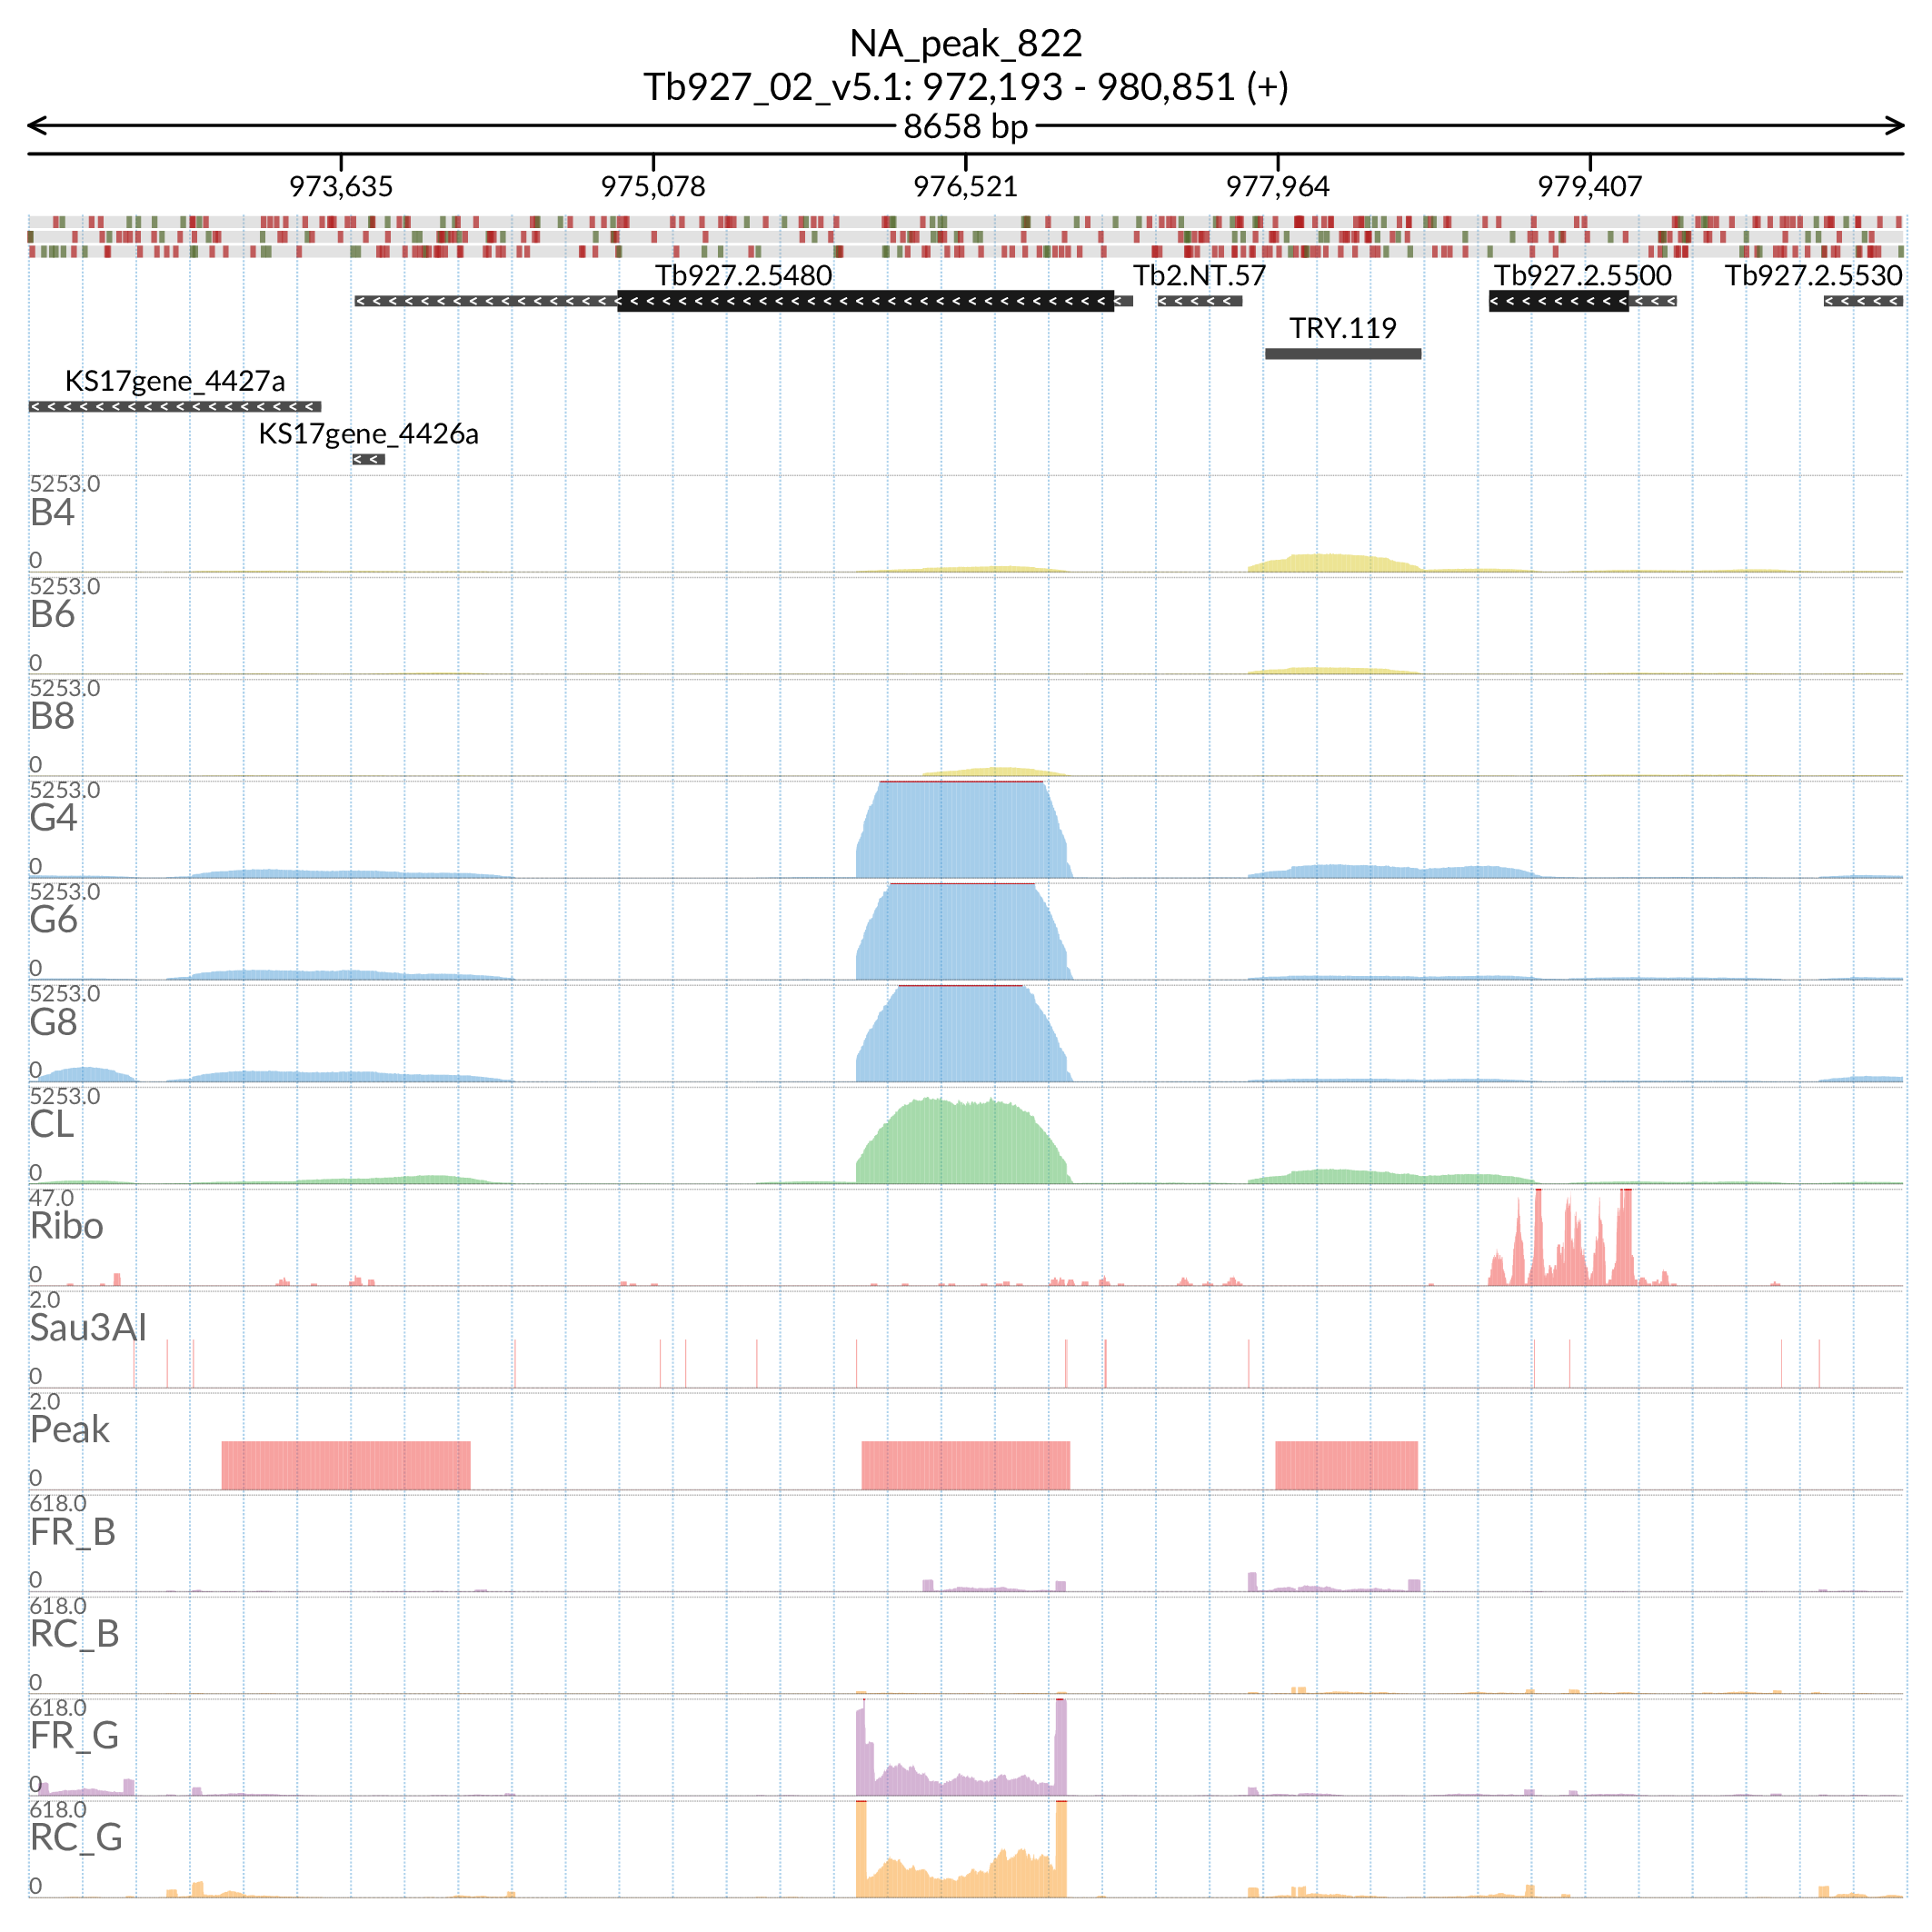 NA_peak_822
Tb927_02_v5.1: 972,193 - 980,851 (+)
8658 bp
973,635 975,078 976,521 977,964 979,407
Tb927.2.5480 Tb2.NT.57 Tb927.2.5500 Tb927.2.5530
TRY.119
KS17gene_4427a
KS17gene_4426a
5253.0
B4
0
5253.0
B6
0
5253.0
B8
0
5253.0
G4
0
5253.0
G6
0
5253.0
G8
0
5253.0
CL
0
47.0
Ribo
0
2.0
Sau3AI
0
2.0
Peak
0
618.0
FR_B
0
618.0
RC_B
0
618.0
FR_G
0
618.0
RC_G
0